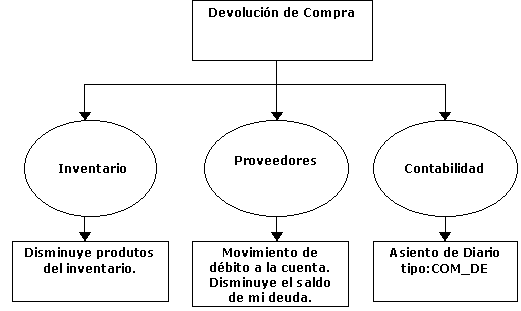 Devolución de Compra
Inventario
Proveedores
Contabilidad
Disminuye produtos
del inventario.
Movimiento de
débito a la cuenta.
Disminuye el saldo
de mi deuda.
Asiento de Diario
tipo:COM_DE